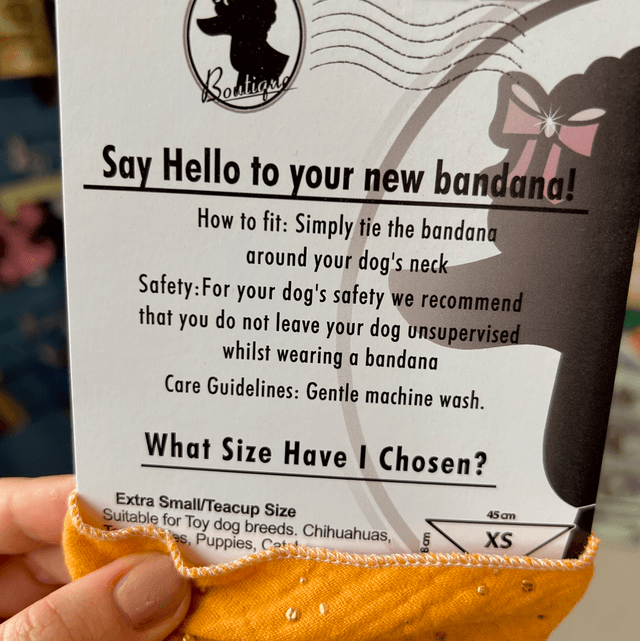 Boutique
Say Hello to your new bandana!
How to fit: Simply tie the bandana
around your dog's neck
Safety:For your dog's safety we recommend
that you do not leave your dog unsupervised
whilst wearing a bandana
Care Guidelines: Gentle machine wash.
What Size Have I Chosen?
Extra Small/Teacup Size
Suitable for Toy dog breeds, Chihuahuas,
Puppies,
45cm
XS